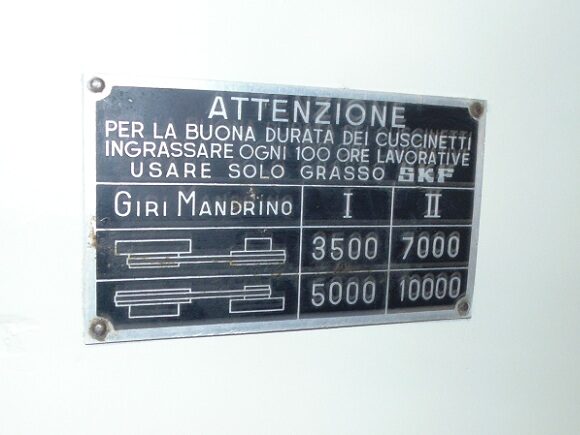 ATTENZIONE
PER LA BUONA DURATA DEI CUSCINETTI
INGRASSARE OGNI 100 ORE LAVORATIVE
USARE SOLO GRASSO SKF
GIRI MANDRINO I II
3500 7000
5000 10000